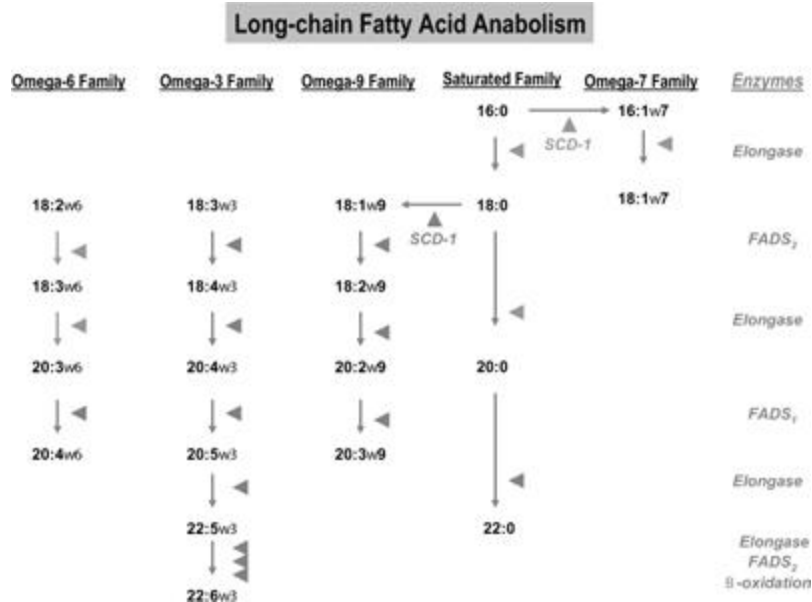 Long-chain Fatty Acid Anabolism
Omega-6 Family Omega-3 Family Omega-9 Family Saturated Family Omega-7 Family Enzymes
16:0 16:1w7
SCD-1 Elongase
18:2w6 18:3w3 18:1w9 18:0 18:1w7
SCD-1 FADS2
18:3w6 18:4w3 18:2w9
Elongase
20:3w6 20:4w3 20:2w9 20:0
FADS1
20:4w6 20:5w3 20:3w9
Elongase
22:5w3 22:0
Elongase
FADS2
β-oxidation
22:6w3